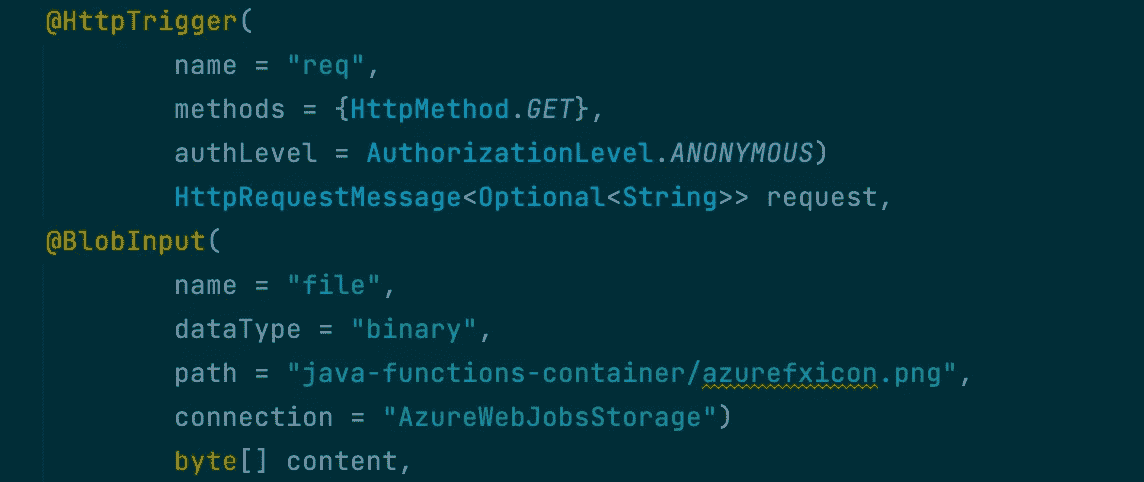 @HttpTrigger(
name = "req",
methods = {HttpMethod.GET},
authLevel = AuthorizationLevel.ANONYMOUS)
HttpRequestMessage<Optional<String>> request,
@BlobInput(
name = "file",
dataType = "binary",
path = "java-functions-container/azurefxicon.png",
connection = "AzureWebJobsStorage")
byte[] content,